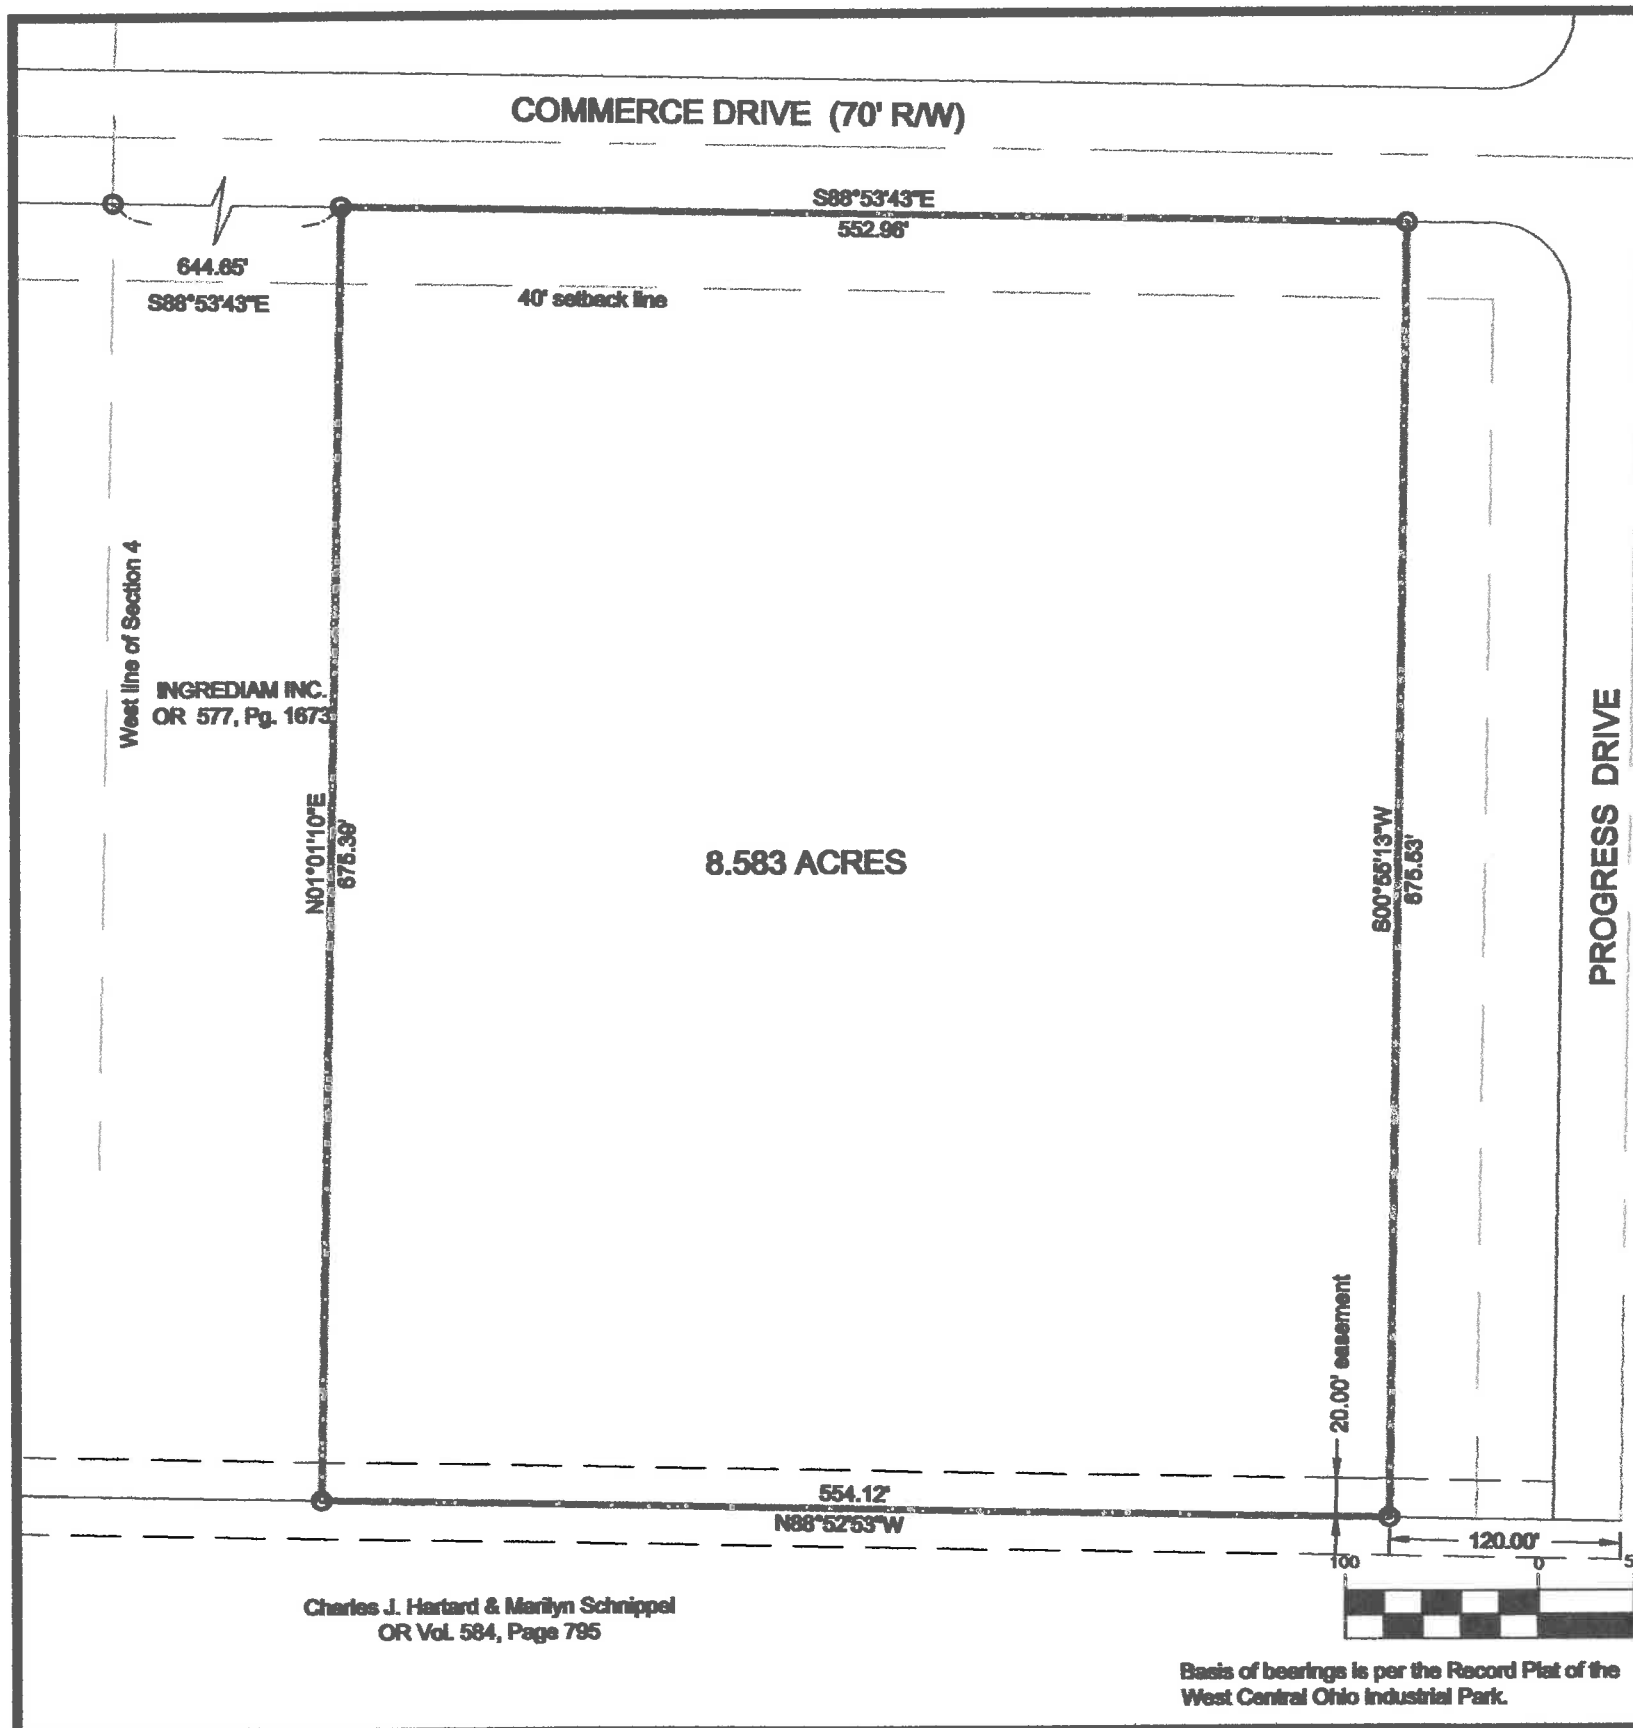 COMMERCE DRIVE (70' R/W)
S88°53'43"E
552.96'
644.65'
S88°53'43"E
40' setback line
West line of Section 4
INGREDIAM INC.
OR 577, Pg. 1673
N01°01'10"E
675.39'
8.583 ACRES
S00°55'13"W
675.53'
PROGRESS DRIVE
20.00' easement
554.12'
N88°52'53"W
120.00'
100 0 5
Charles J. Hartard & Marilyn Schnippel
OR Vol. 584, Page 795
Basis of bearings is per the Record Plat of the
West Central Ohio Industrial Park.